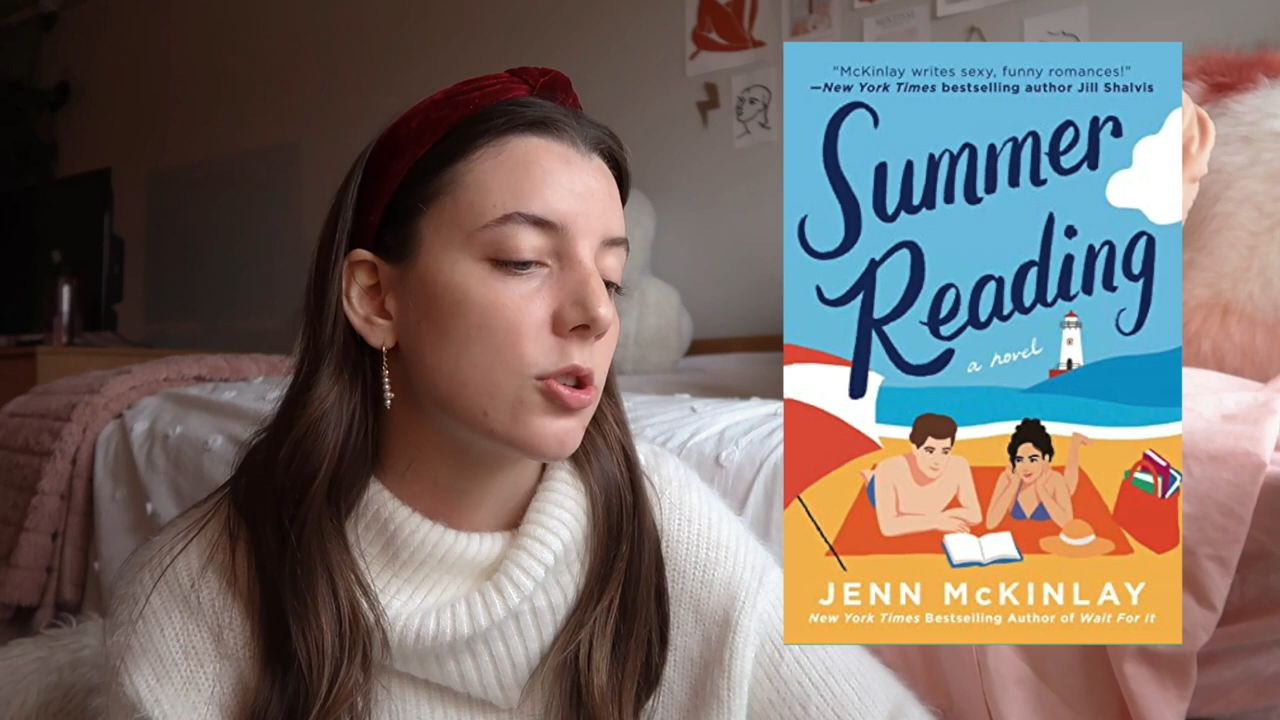 "McKinlay writes sexy, funny romances!"
—New York Times bestselling author Jill Shalvis
Summer
Reading
a novel
JENN McKINLAY
New York Times Bestselling Author of Wait For It